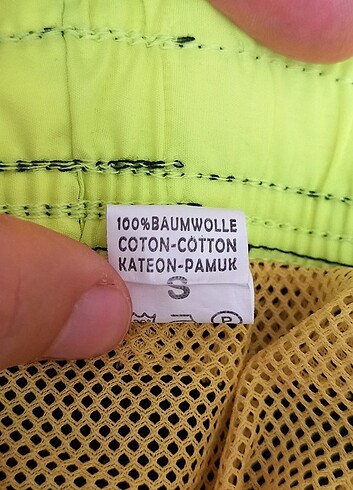 100%BAUMWOLLE
COTON-COTTON
KATEON-PAMUK
S
P